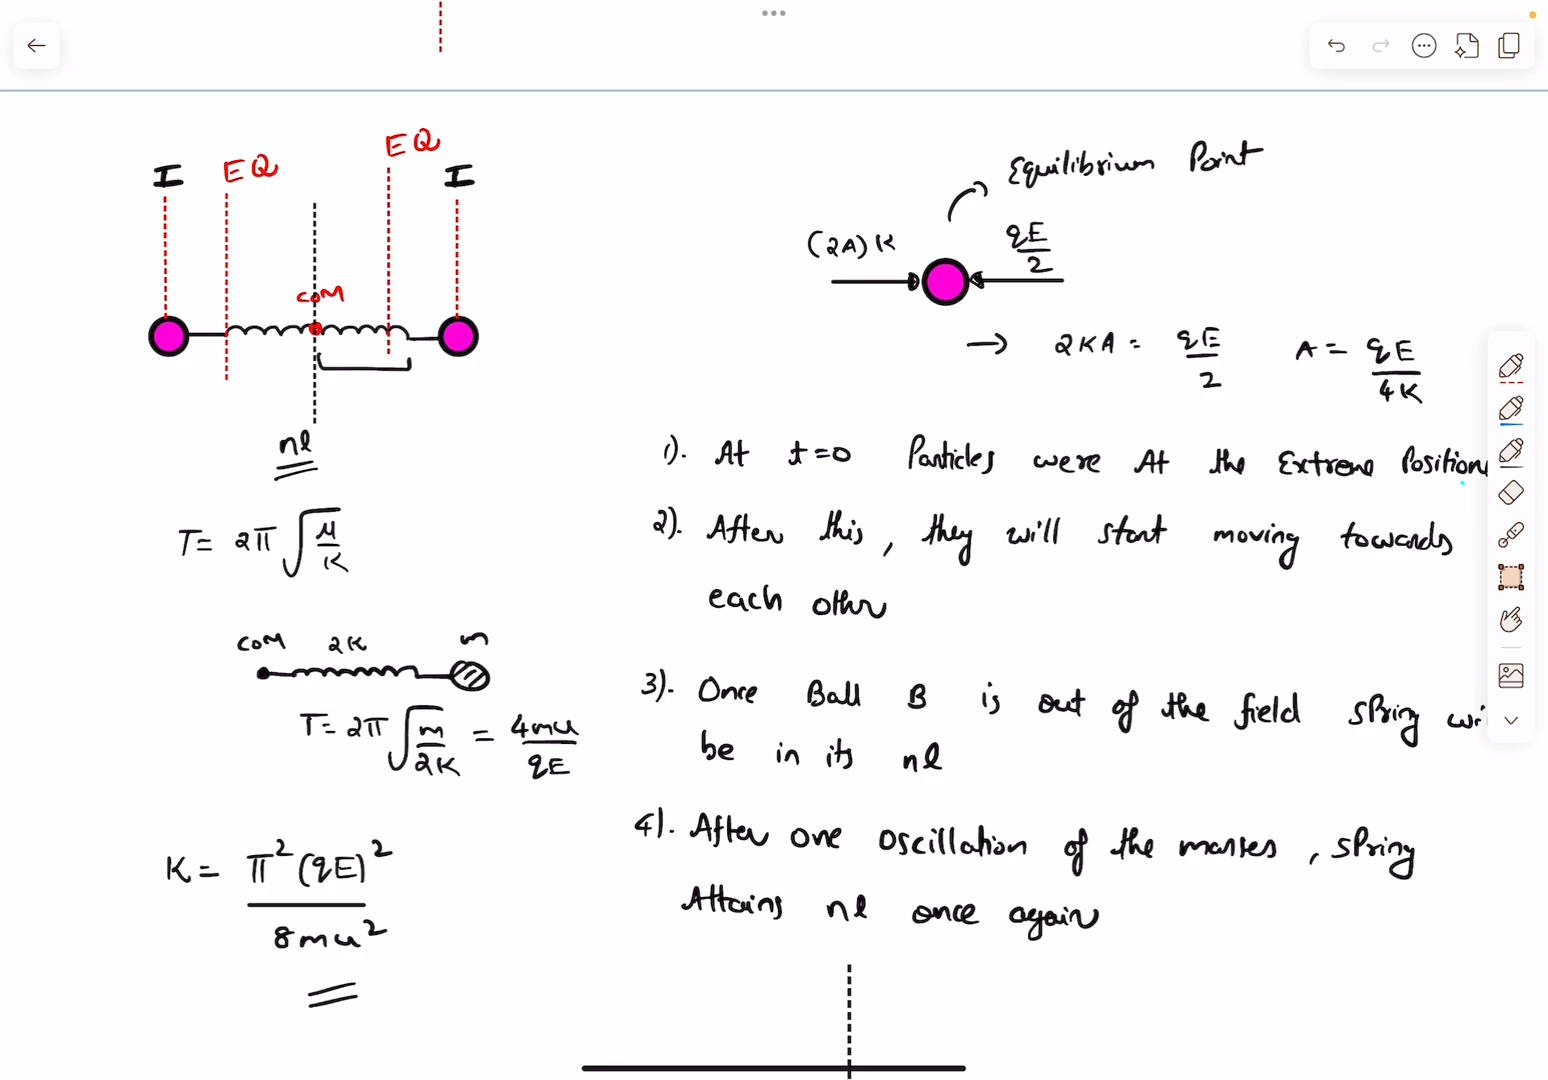 I
EQ
EQ
I
COM
nl
T= 2π √(μ/K)
COM 2K m
T= 2π √(m/2K) = 4mu/qE
K = π²(qE)²/8mu²
Equilibrium Point
(2A)K
qE/2
→ 2KA = qE/2 A = qE/4K
1). At t=0 Particles were At the Extreme Position
2). After this, they will start moving towards
each other
3). Once Ball B is out of the field spring wi
be in its nl
4). After one oscillation of the masses, spring
Attains nl once again